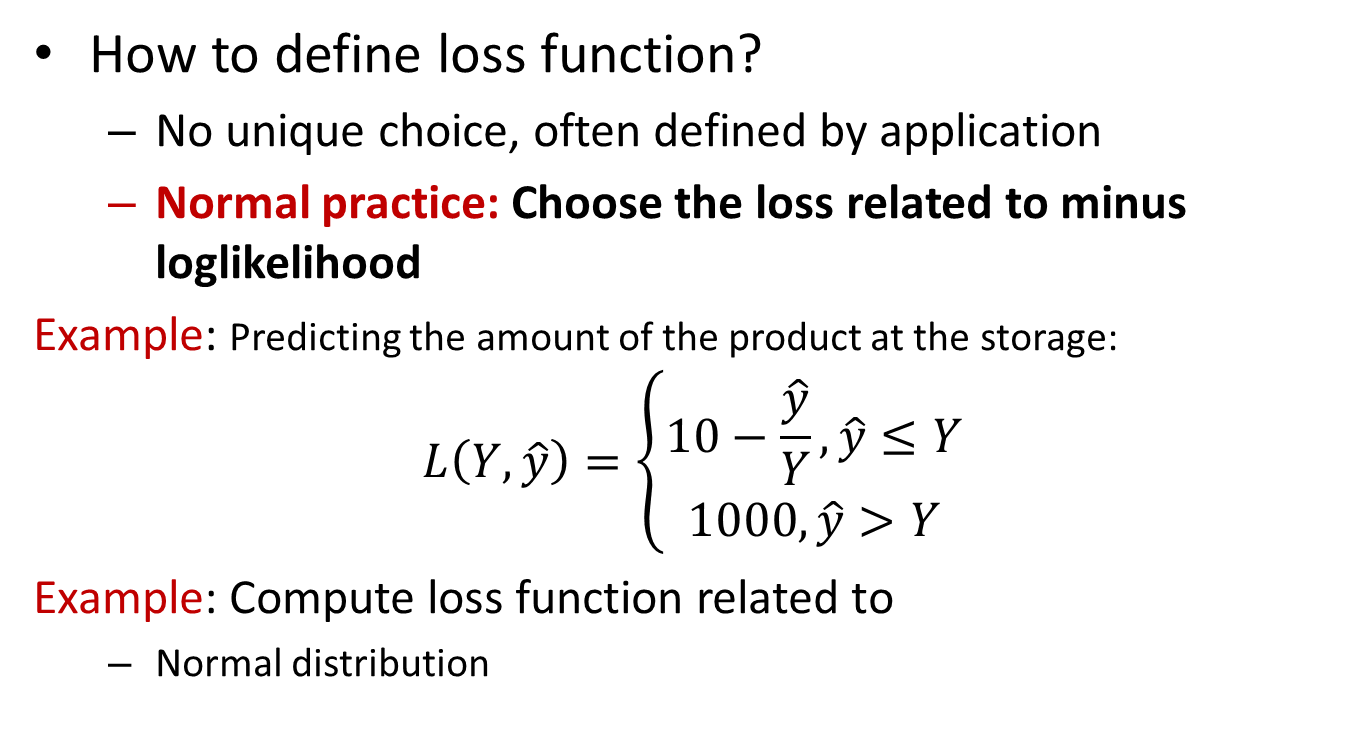 • How to define loss function?
– No unique choice, often defined by application
– Normal practice: Choose the loss related to minus
loglikelihood
Example: Predicting the amount of the product at the storage:
L(Y, ŷ) = { 10 − ŷ/Y, ŷ ≤ Y
1000, ŷ > Y
Example: Compute loss function related to
– Normal distribution